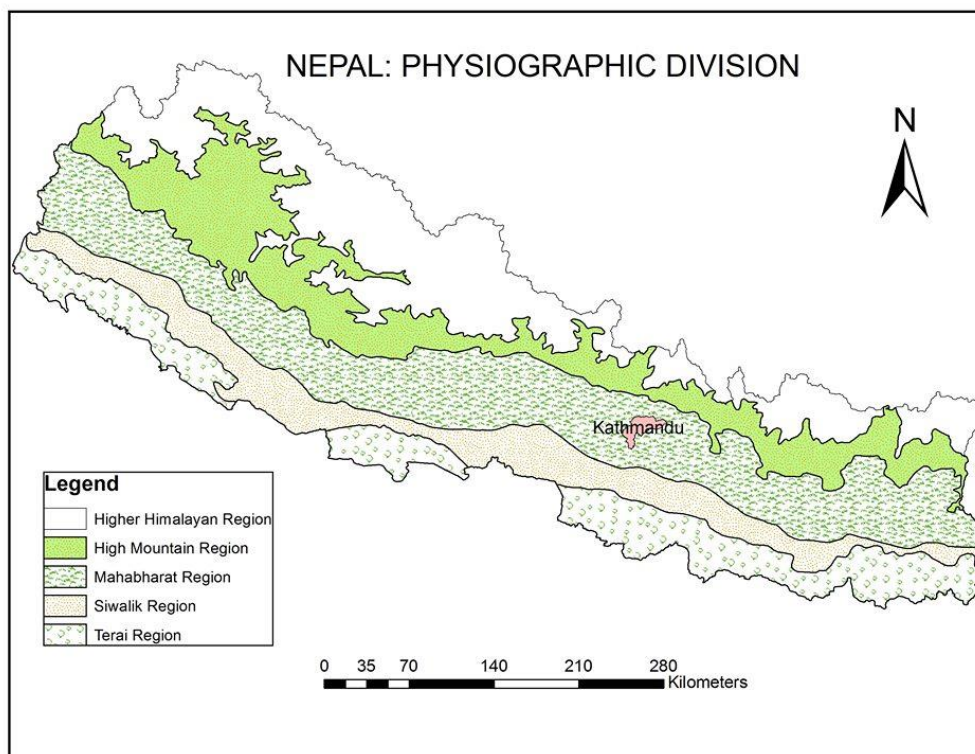 NEPAL: PHYSIOGRAPHIC DIVISION
N
Kathmandu
Legend
Higher Himalayan Region
High Mountain Region
Mahabharat Region
Siwalik Region
Terai Region
0 35 70 140 210 280
Kilometers